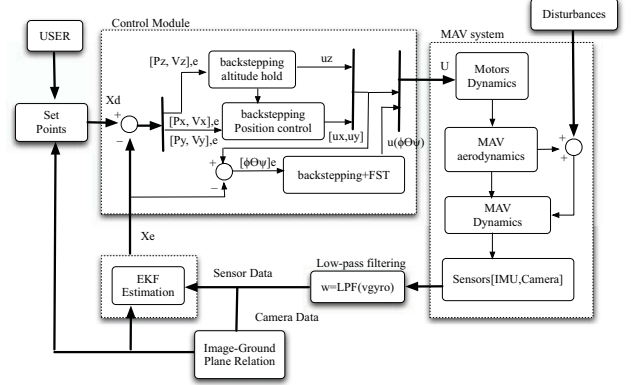 Disturbances
Control Module
USER
MAV system
[Pz, Vz],e
backstepping
altitude hold
uz
U
Motors
Dynamics
Xd
Set
Points
+
−
[Px, Vx],e
[Py, Vy],e
backstepping
Position control
[ux,uy]
u(ϕΘψ)
MAV
aerodynamics
+
+
+
−
[ϕΘψ]e
backstepping+FST
MAV
Dynamics
Xe
Low-pass filtering
Sensors[IMU,Camera]
EKF
Estimation
Sensor Data
w=LPF(vgyro)
Camera Data
Image-Ground
Plane Relation